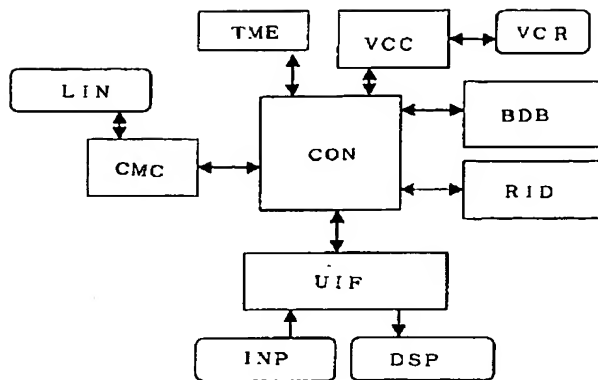 TME
VCC
VCR
LIN
BDB
CMC
CON
RID
UIF
INP
DSP